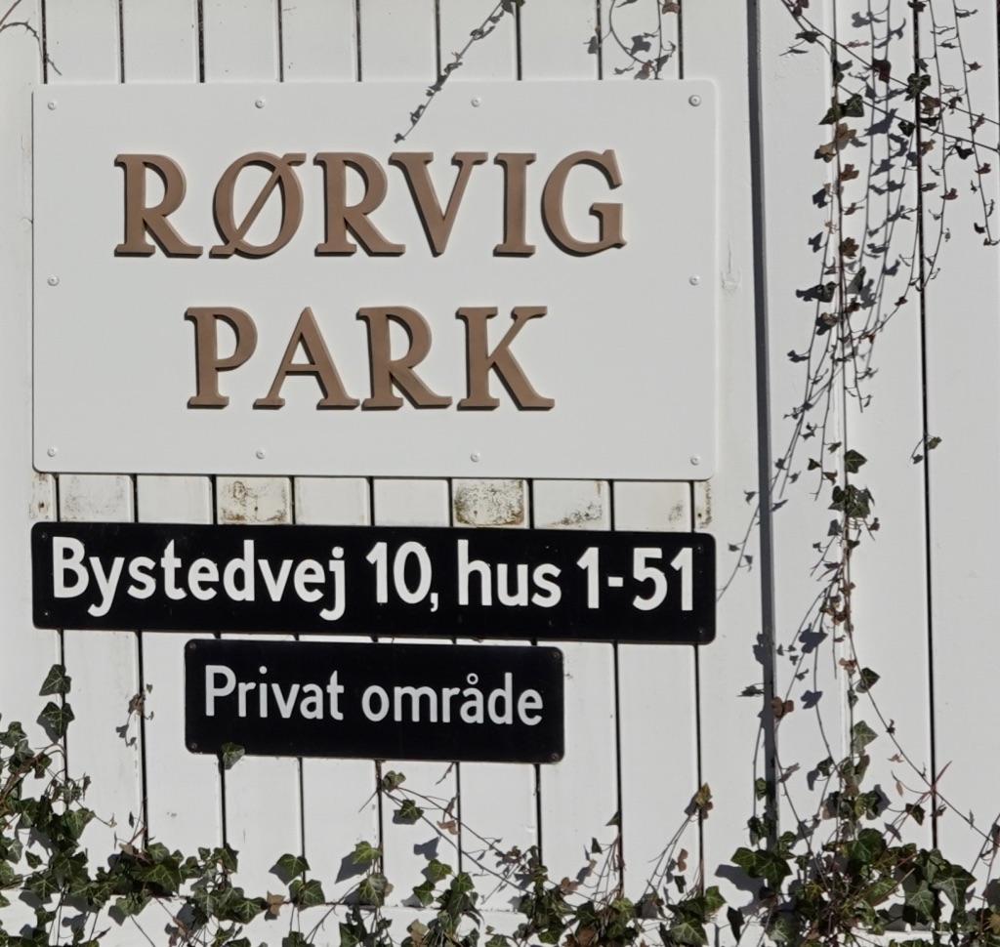 RØRVIG
PARK
Bystedvej 10, hus 1-51
Privat område